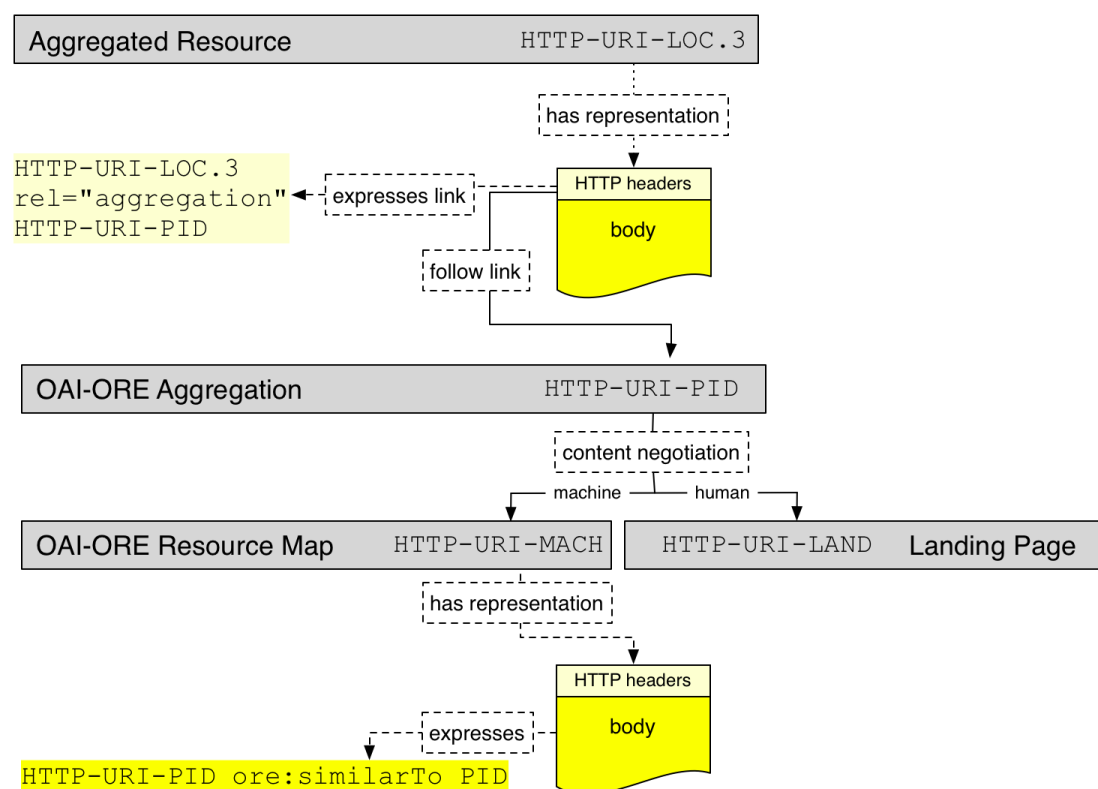 Aggregated Resource HTTP-URI-LOC.3
has representation
HTTP-URI-LOC.3
rel="aggregation"
HTTP-URI-PID
expresses link
HTTP headers
body
follow link
OAI-ORE Aggregation HTTP-URI-PID
content negotiation
machine human
OAI-ORE Resource Map HTTP-URI-MACH
HTTP-URI-LAND Landing Page
has representation
HTTP headers
body
expresses
HTTP-URI-PID ore:similarTo PID